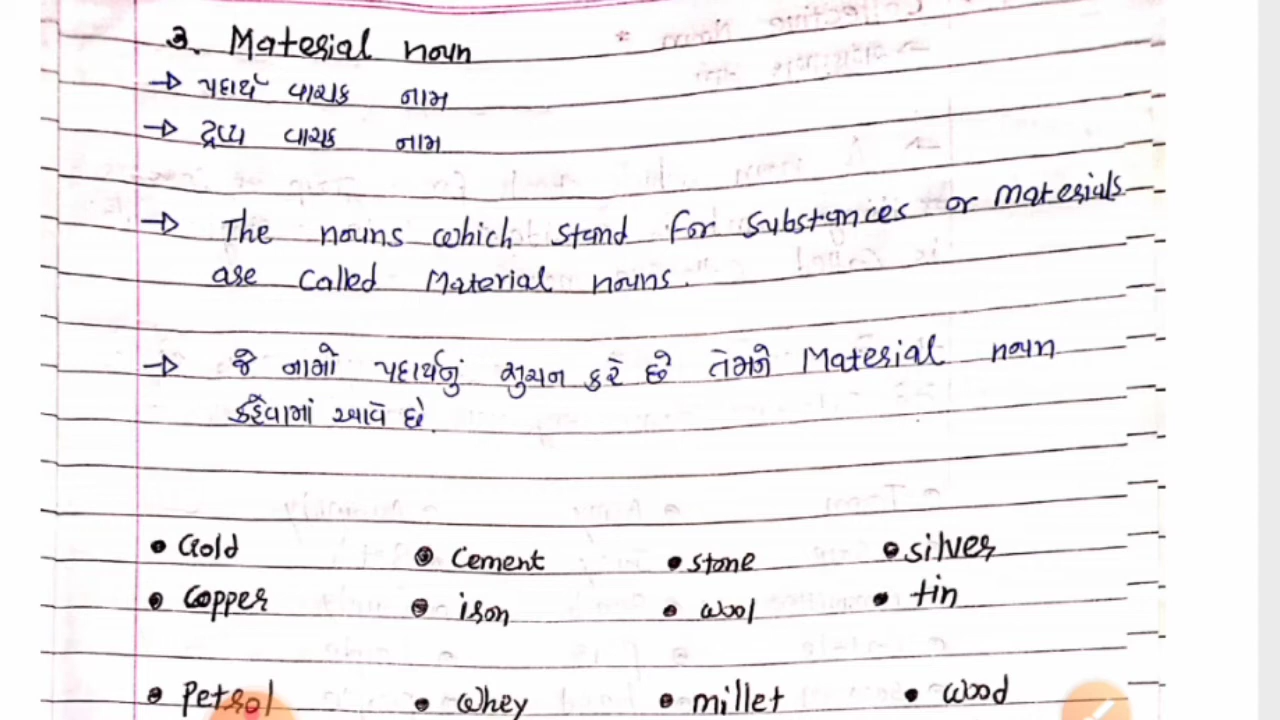 3. Material noun
→ પદાર્થ વાચક નામ
→ દ્રવ્ય વાચક નામ
→ The nouns which stand for substances or materials
are called Material nouns.
→ જે નામો પદાર્થનું સુચન કરે છે તેમને Material noun
કહેવામાં આવે છે.
• Gold • Cement • stone • silver
• Copper • iron • wool • tin
• Petrol • whey • millet • wood